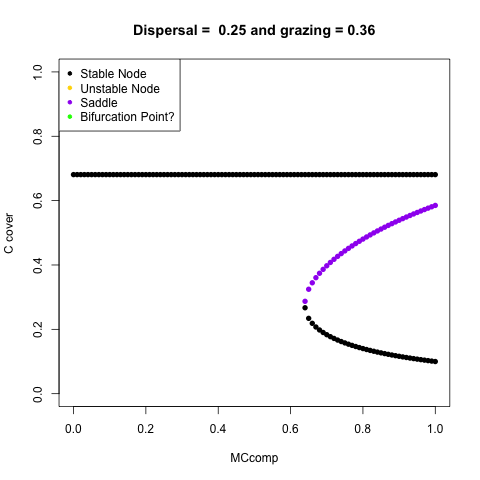 Dispersal =  0.25 and grazing = 0.36
Stable Node
Unstable Node
Saddle
Bifurcation Point?
1.0
0.8
0.6
0.4
0.2
0.0
C cover
0.0 0.2 0.4 0.6 0.8 1.0
MCcomp